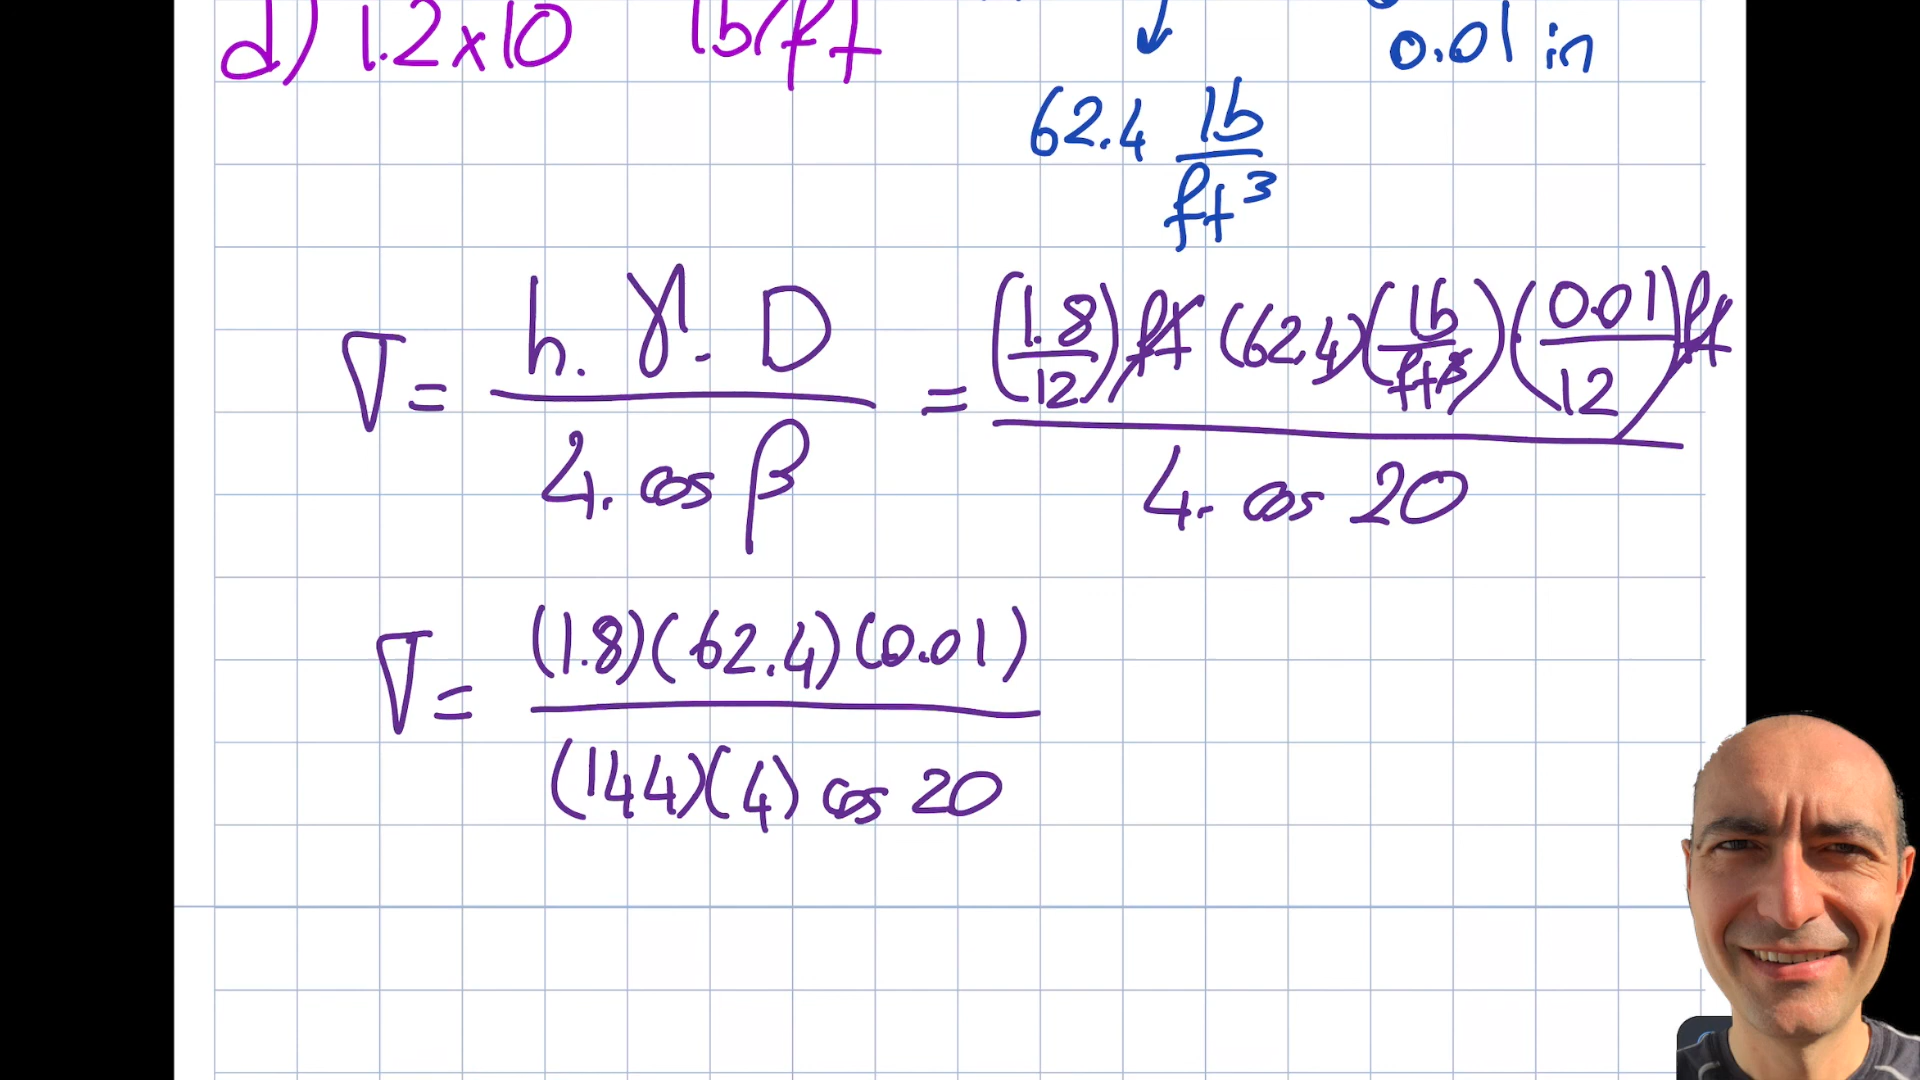 d) 1.2x10 lb/ft
0.01 in
62.4 lb/ft³
σ = h. γ. D / 4. cos β = (1.8/12) ft (62.4) (lb/ft³) (0.01/12) ft / 4. cos 20
σ = (1.8)(62.4)(0.01) / (144)(4) cos 20